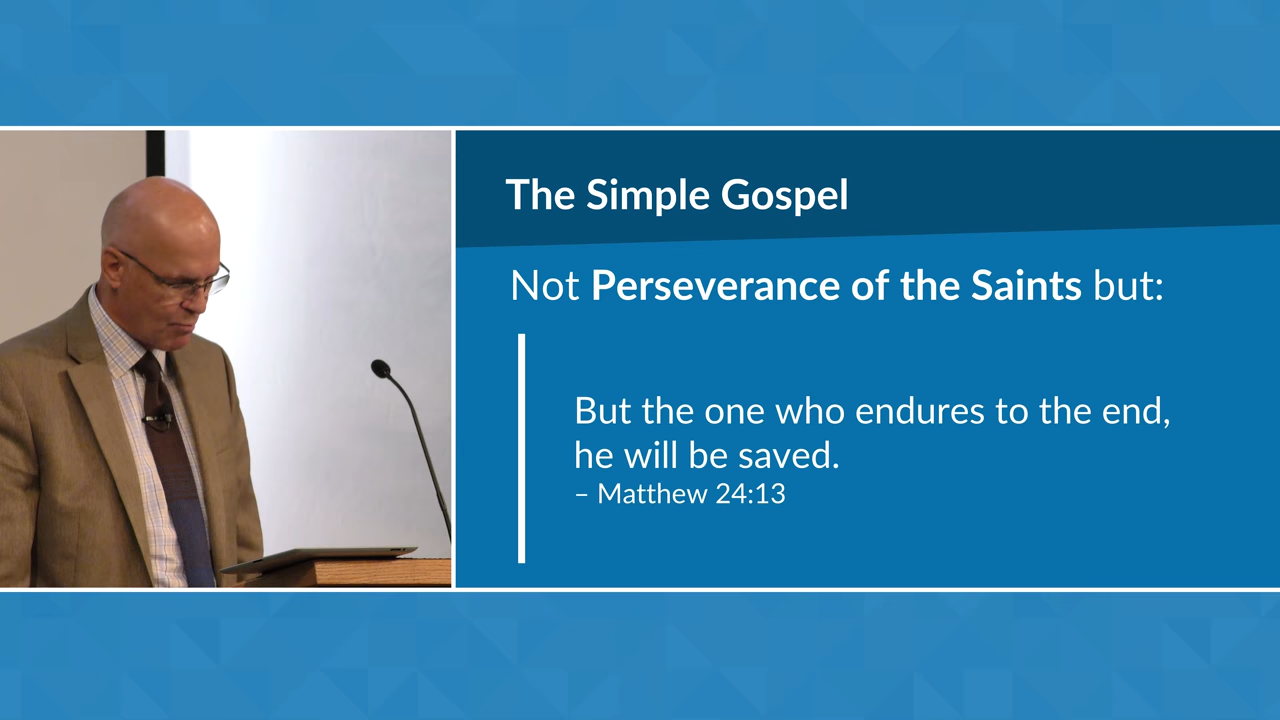 The Simple Gospel
Not Perseverance of the Saints but:
But the one who endures to the end,
he will be saved.
– Matthew 24:13